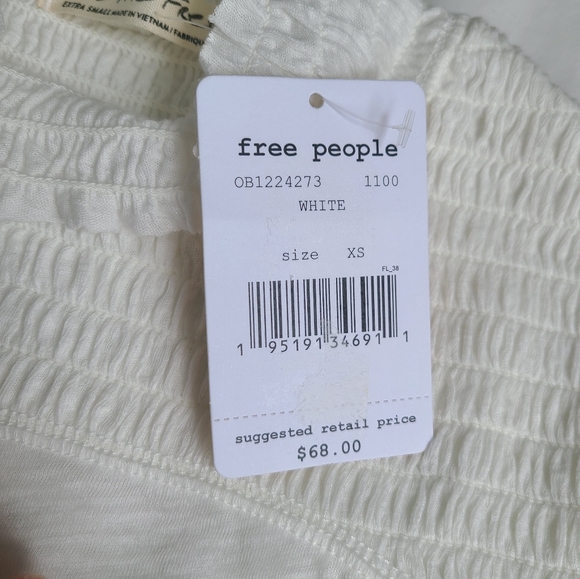 EXTRA SMALL MADE IN VIETNAM / FABRIQU
free people
OB1224273 1100
WHITE
size XS
FL_38
1 95191 34691 1
suggested retail price
$68.00